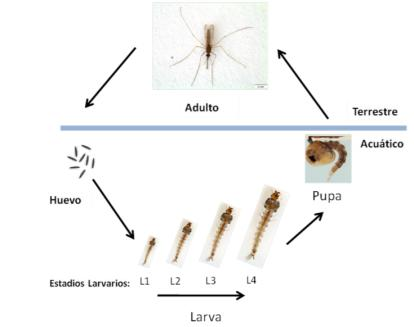 Adulto
Terrestre
Acuático
Huevo
Pupa
Estadios Larvarios: L1 L2 L3 L4
Larva